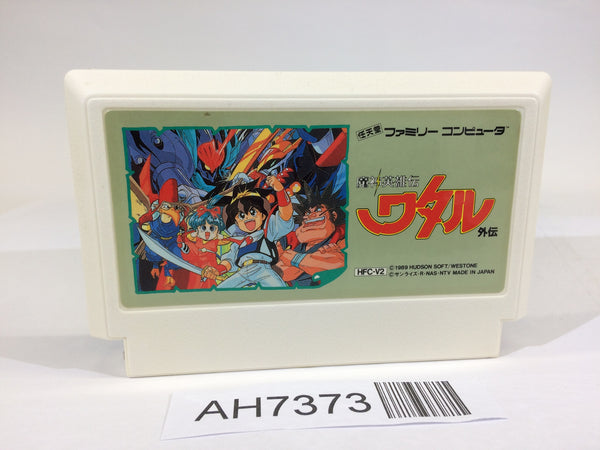 任天堂 ファミリー コンピュータ™
魔神英雄伝
ワタル
外伝
HFC-V2
©1989 HUDSON SOFT/WESTONE
©サンライズ・R・NAS・NTV MADE IN JAPAN
AH7373